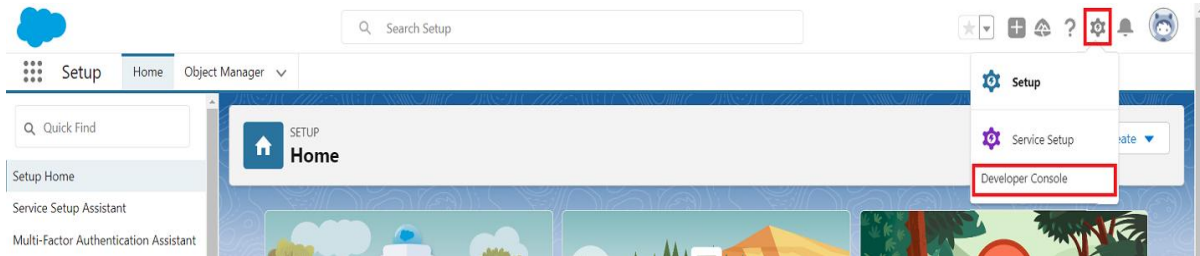 Search Setup
Setup Home Object Manager
Setup
Quick Find
SETUP
Home
Service Setup
eate
Developer Console
Setup Home
Service Setup Assistant
Multi-Factor Authentication Assistant